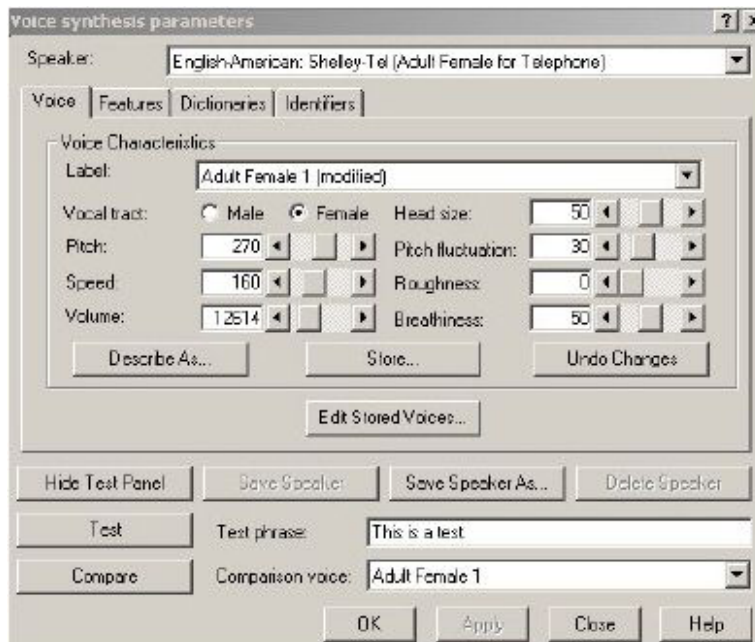 Voice synthesis parameters ?
Speaker: English-American: Shelley-Tel (Adult Female for Telephone)
Voice Features Dictionaries Identifiers
Voice Characteristics
Label: Adult Female 1 (modified)
Vocal tract: Male Female Head size: 50
Pitch: 270 Pitch fluctuation: 30
Speed: 160 Roughness: 0
Volume: 12614 Breathiness: 50
Describe As... Store... Undo Changes
Edit Stored Voices...
Hide Test Panel Save Speaker Save Speaker As... Delete Speaker
Test Test phrase: This is a test
Compare Comparison voice: Adult Female 1
OK Apply Close Help